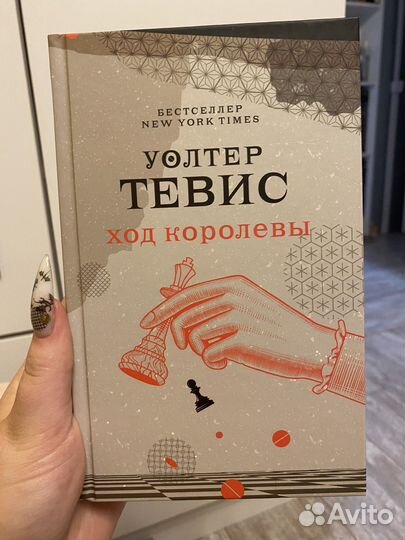 БЕСТСЕЛЛЕР
NEW YORK TIMES
УОЛТЕР
ТЕВИС
ход королевы
Avito